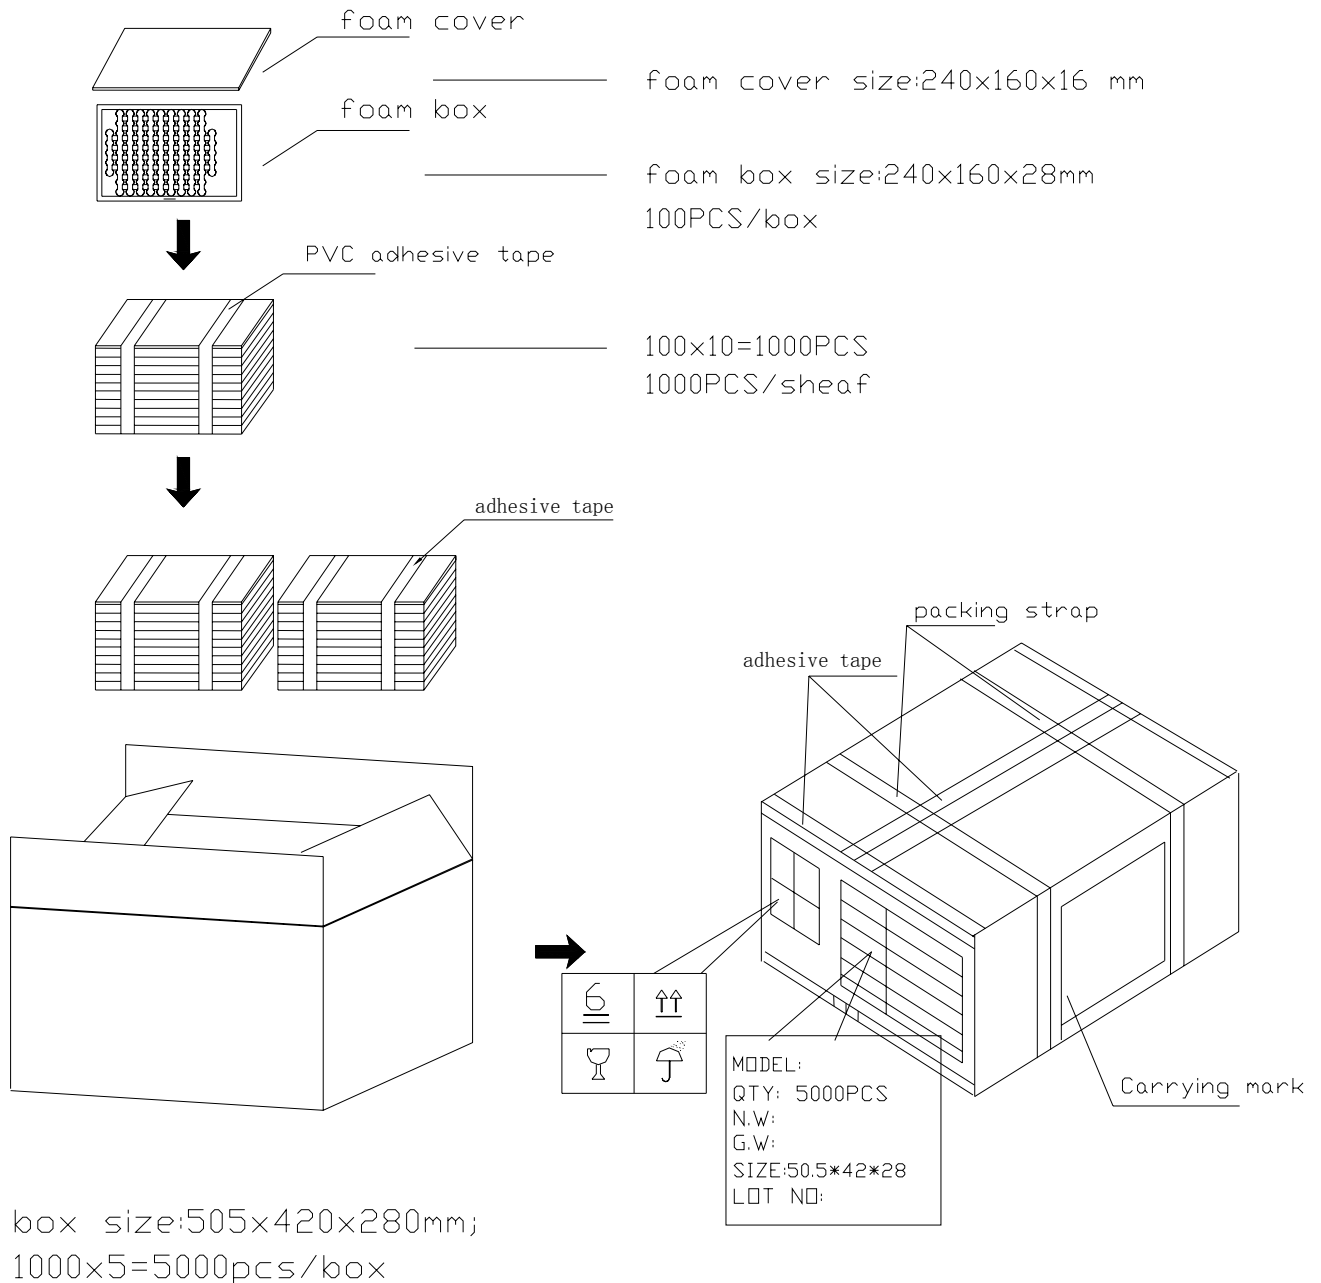 foam cover
foam cover size:240x160x16 mm
foam box
foam box size:240x160x28mm
100PCS/box
PVC adhesive tape
100x10=1000PCS
1000PCS/sheaf
adhesive tape
packing strap
adhesive tape
6
MODEL:
QTY: 5000PCS
N.W:
G.W:
SIZE:50.5*42*28
LOT NO:
Carrying mark
box size:505x420x280mm;
1000x5=5000pcs/box